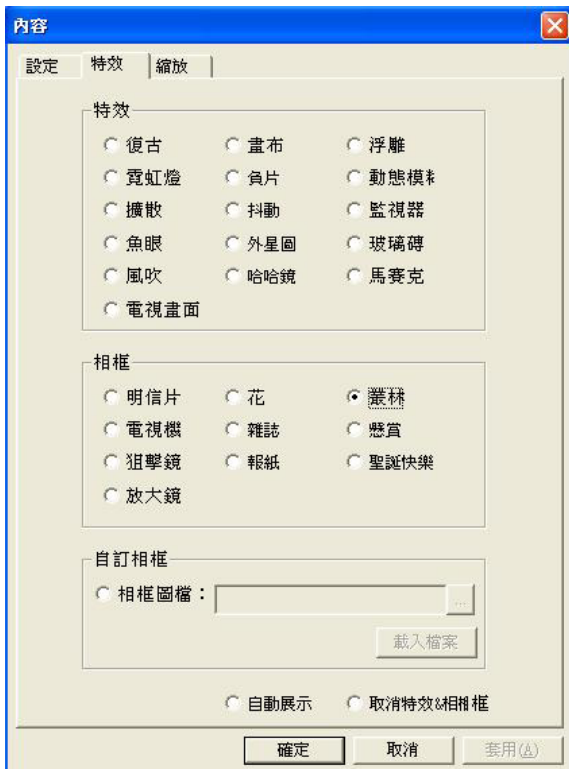 內容
設定 特效 縮放
特效
復古 畫布 浮雕
霓虹燈 負片 動態模
擴散 抖動 監視器
魚眼 外星圖 玻璃磚
風吹 哈哈鏡 馬賽克
電視畫面
相框
明信片 花 叢林
電視機 雜誌 懸賞
狙擊鏡 報紙 聖誕快樂
放大鏡
自訂相框
相框圖檔：
...
載入檔案
自動展示 取消特效&相框
確定 取消 套用(A)